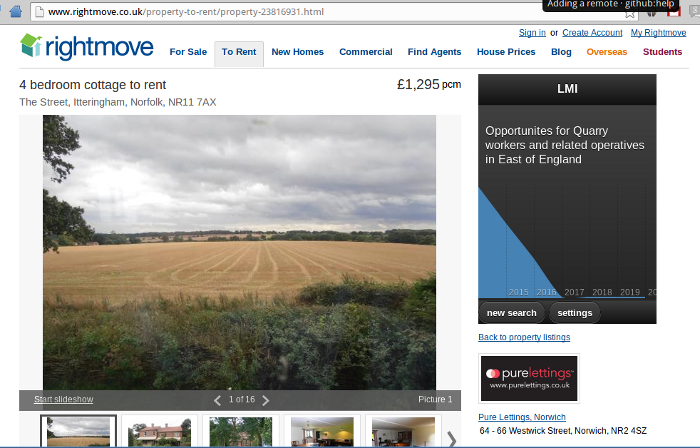 Adding a remote · github:help
www.rightmove.co.uk/property-to-rent/property-23816931.html
Sign in or Create Account My Rightmove
rightmove
For Sale To Rent New Homes Commercial Find Agents House Prices Blog Overseas Students
4 bedroom cottage to rent £1,295 pcm
The Street, Itteringham, Norfolk, NR11 7AX
LMI
Opportunites for Quarry
workers and related operatives
in East of England
2015 2016 2017 2018 2019 20
new search settings
Back to property listings
purelettings™
www.purelettings.co.uk
Start slideshow 1 of 16 Picture 1
Pure Lettings, Norwich
64 - 66 Westwick Street, Norwich, NR2 4SZ